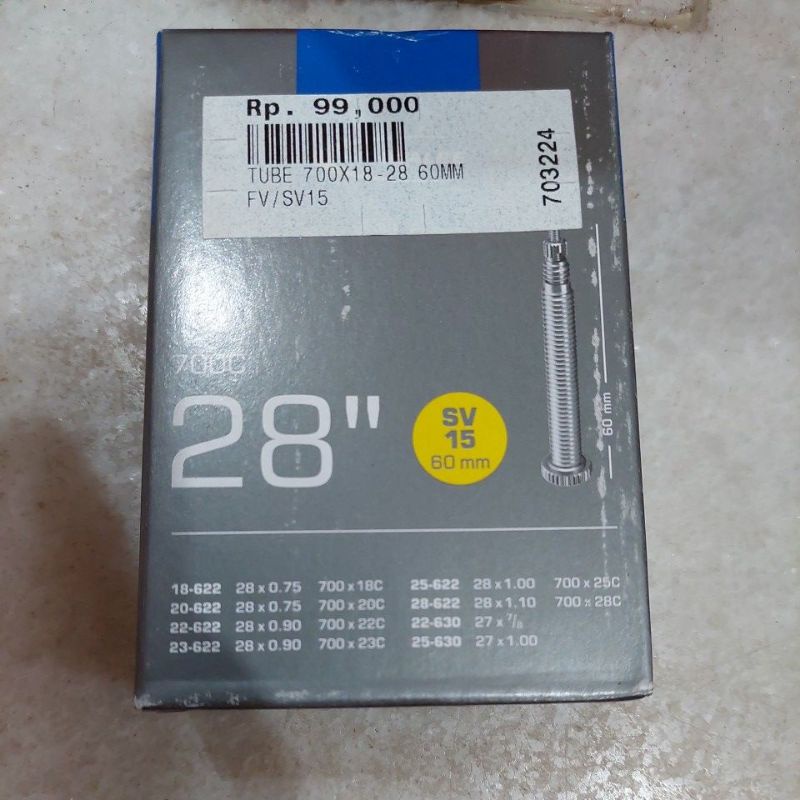 Rp. 99,000
TUBE 700X18-28 60MM
FV/SV15
703224
700C
28"
SV
15
60 mm
60 mm
18-622 28 x 0.75 700 x 18C
20-622 28 x 0.75 700 x 20C
22-622 28 x 0.90 700 x 22C
23-622 28 x 0.90 700 x 23C
25-622 28 x 1.00 700 x 25C
28-622 28 x 1.10 700 x 28C
22-630 27 x 7/8
25-630 27 x 1.00